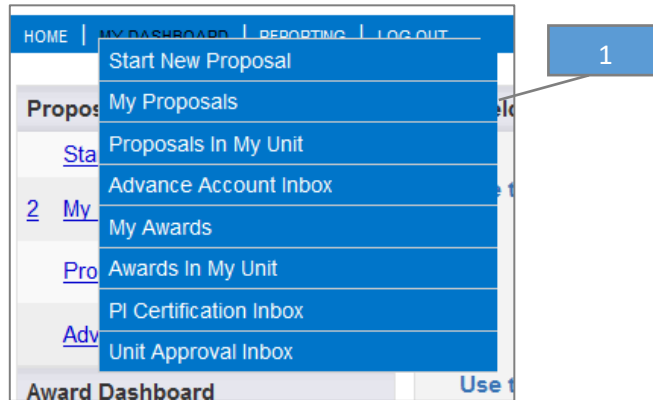 HOME | MY DASHBOARD | REPORTING | LOG OUT
1
Start New Proposal
My Proposals
Proposals In My Unit
Advance Account Inbox
My Awards
Awards In My Unit
PI Certification Inbox
Unit Approval Inbox
Propos
Sta
2 My
Pro
Adv
Award Dashboard
Use t